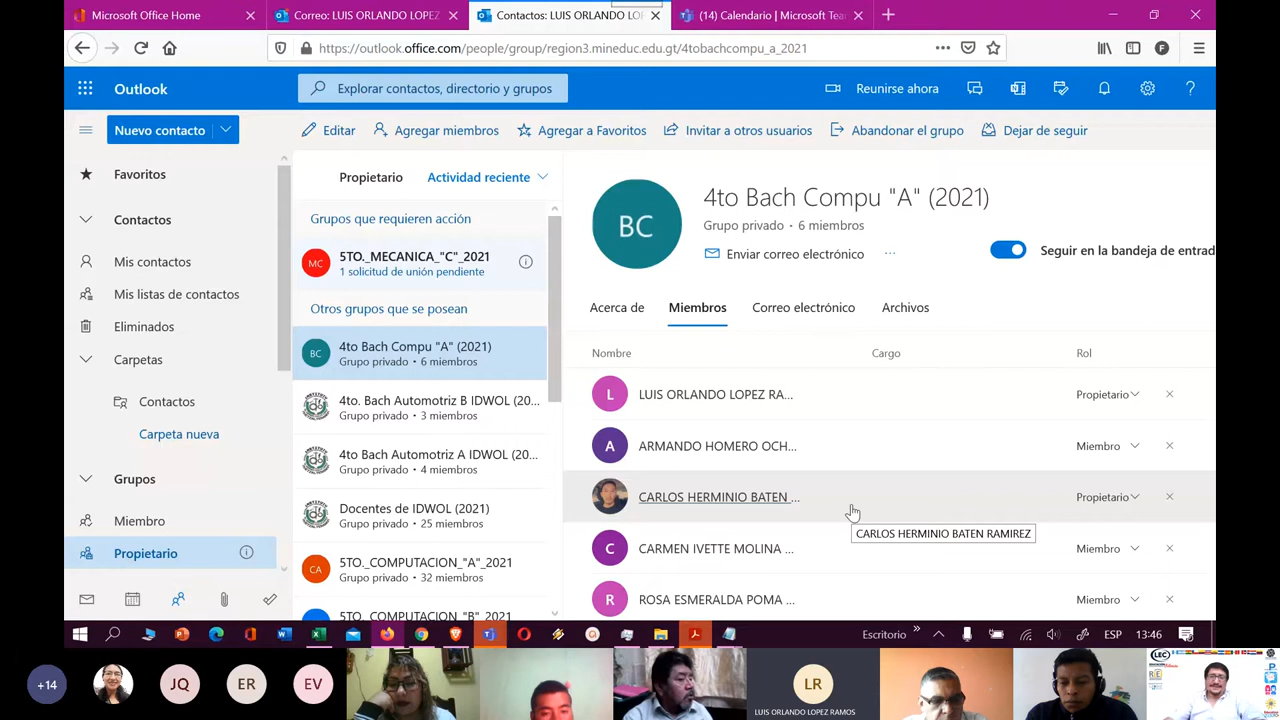 Microsoft Office Home
Correo: LUIS ORLANDO LOPEZ
Contactos: LUIS ORLANDO LOP
(14) Calendario | Microsoft Tea
https://outlook.office.com/people/group/region3.mineduc.edu.gt/4tobachcompu_a_2021
F
Outlook
Explorar contactos, directorio y grupos
Reunirse ahora
Nuevo contacto
Editar
Agregar miembros
Agregar a Favoritos
Invitar a otros usuarios
Abandonar el grupo
Dejar de seguir
Favoritos
Contactos
Mis contactos
Mis listas de contactos
Eliminados
Carpetas
Contactos
Carpeta nueva
Grupos
Miembro
Propietario
Propietario
Actividad reciente
Grupos que requieren acción
MC
5TO._MECANICA_"C"_2021
1 solicitud de unión pendiente
Otros grupos que se posean
BC
4to Bach Compu "A" (2021)
Grupo privado • 6 miembros
4to. Bach Automotriz B IDWOL (20...
Grupo privado • 3 miembros
4to Bach Automotriz A IDWOL (20...
Grupo privado • 4 miembros
Docentes de IDWOL (2021)
Grupo privado • 25 miembros
CA
5TO._COMPUTACION_"A"_2021
Grupo privado • 32 miembros
5TO._COMPUTACION_"B"_2021
BC
4to Bach Compu "A" (2021)
Grupo privado • 6 miembros
Enviar correo electrónico
...
Seguir en la bandeja de entrad
Acerca de
Miembros
Correo electrónico
Archivos
Nombre
Cargo
Rol
L
LUIS ORLANDO LOPEZ RA...
Propietario
A
ARMANDO HOMERO OCH...
Miembro
CARLOS HERMINIO BATEN ...
Propietario
CARLOS HERMINIO BATEN RAMIREZ
C
CARMEN IVETTE MOLINA ...
Miembro
R
ROSA ESMERALDA POMA ...
Miembro
Escritorio
ESP
13:46
+14
JQ
ER
EV
LR
LUIS ORLANDO LOPEZ RAMOS
LEC